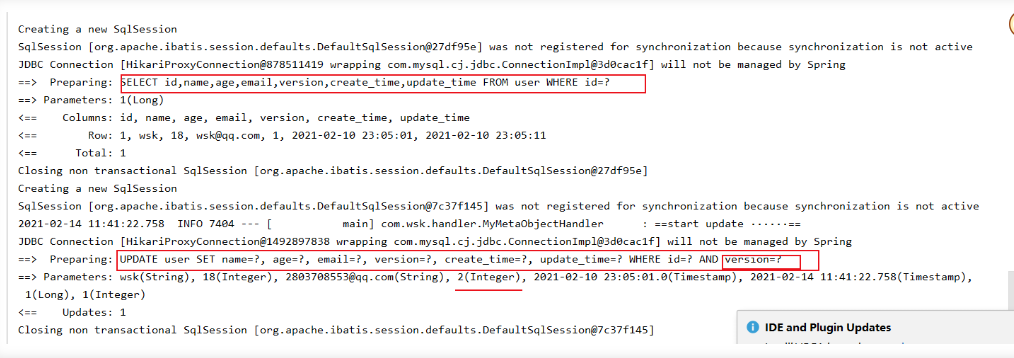 Creating a new SqlSession
SqlSession [org.apache.ibatis.session.defaults.DefaultSqlSession@27df95e] was not registered for synchronization because synchronization is not active
JDBC Connection [HikariProxyConnection@878511419 wrapping com.mysql.cj.jdbc.ConnectionImpl@3d0cac1f] will not be managed by Spring
==>  Preparing: SELECT id,name,age,email,version,create_time,update_time FROM user WHERE id=?
==> Parameters: 1(Long)
<==    Columns: id, name, age, email, version, create_time, update_time
<==        Row: 1, wsk, 18, wsk@qq.com, 1, 2021-02-10 23:05:01, 2021-02-10 23:05:11
<==      Total: 1
Closing non transactional SqlSession [org.apache.ibatis.session.defaults.DefaultSqlSession@27df95e]
Creating a new SqlSession
SqlSession [org.apache.ibatis.session.defaults.DefaultSqlSession@7c37f145] was not registered for synchronization because synchronization is not active
2021-02-14 11:41:22.758  INFO 7404 --- [           main] com.wsk.handler.MyMetaObjectHandler      : ==start update ······==
JDBC Connection [HikariProxyConnection@1492897838 wrapping com.mysql.cj.jdbc.ConnectionImpl@3d0cac1f] will not be managed by Spring
==>  Preparing: UPDATE user SET name=?, age=?, email=?, version=?, create_time=?, update_time=? WHERE id=? AND version=?
==> Parameters: wsk(String), 18(Integer), 2803708553@qq.com(String), 2(Integer), 2021-02-10 23:05:01.0(Timestamp), 2021-02-14 11:41:22.758(Timestamp),
1(Long), 1(Integer)
<==    Updates: 1
Closing non transactional SqlSession [org.apache.ibatis.session.defaults.DefaultSqlSession@7c37f145]
IDE and Plugin Updates